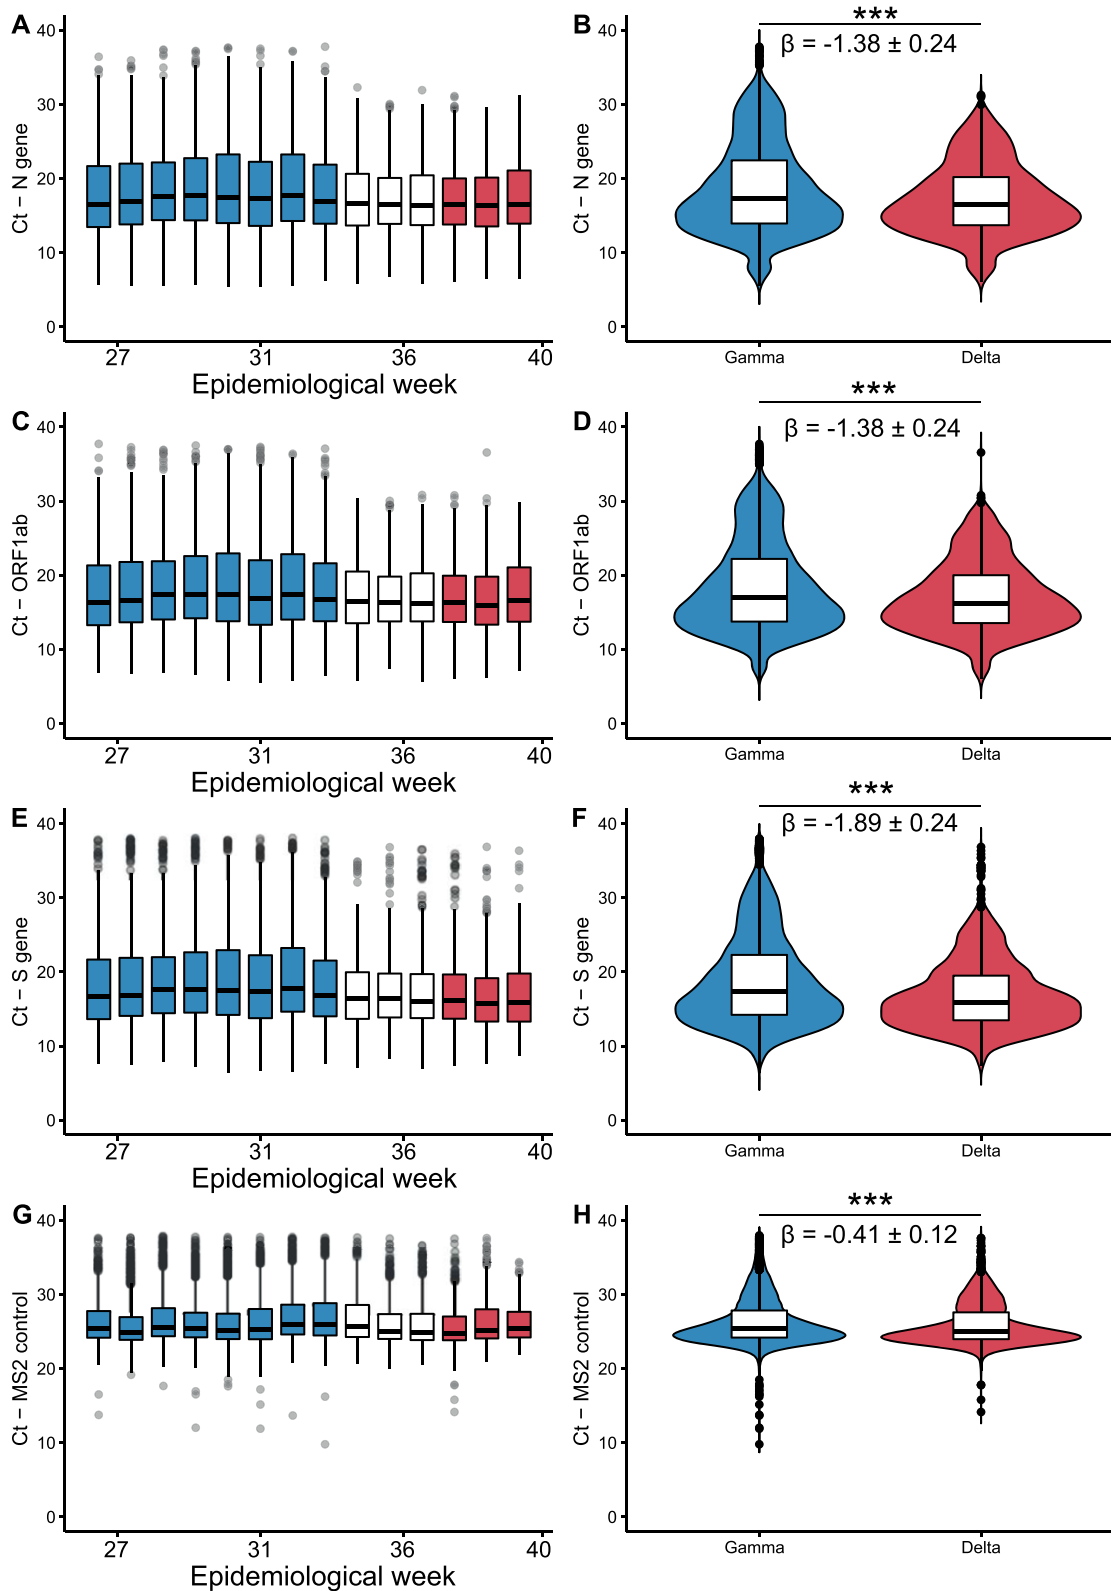 A
Ct − N gene
40
30
20
10
0
27 31 36 40
Epidemiological week
B
***
β = -1.38 ± 0.24
Ct − N gene
40
30
20
10
0
Gamma Delta
C
Ct − ORF1ab
40
30
20
10
0
27 31 36 40
Epidemiological week
D
***
β = -1.38 ± 0.24
Ct − ORF1ab
40
30
20
10
0
Gamma Delta
E
Ct − S gene
40
30
20
10
0
27 31 36 40
Epidemiological week
F
***
β = -1.89 ± 0.24
Ct − S gene
40
30
20
10
0
Gamma Delta
G
Ct − MS2 control
40
30
20
10
0
27 31 36 40
Epidemiological week
H
***
β = -0.41 ± 0.12
Ct − MS2 control
40
30
20
10
0
Gamma Delta